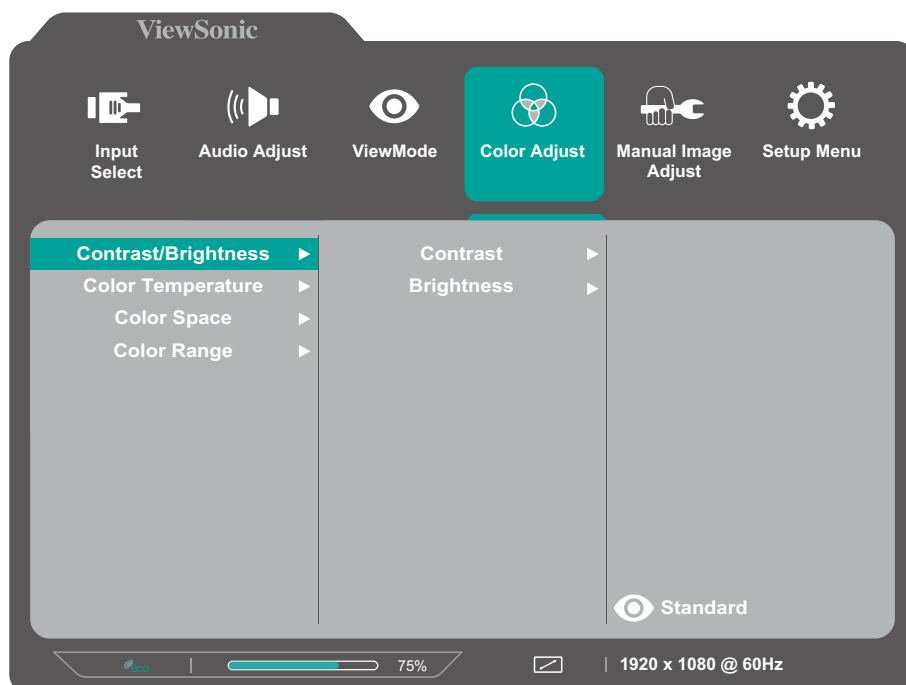 ViewSonic
Input
Select
Audio Adjust
ViewMode
Color Adjust
Manual Image
Adjust
Setup Menu
Contrast/Brightness
Color Temperature
Color Space
Color Range
Contrast
Brightness
Standard
eco
75%
1920 x 1080 @ 60Hz